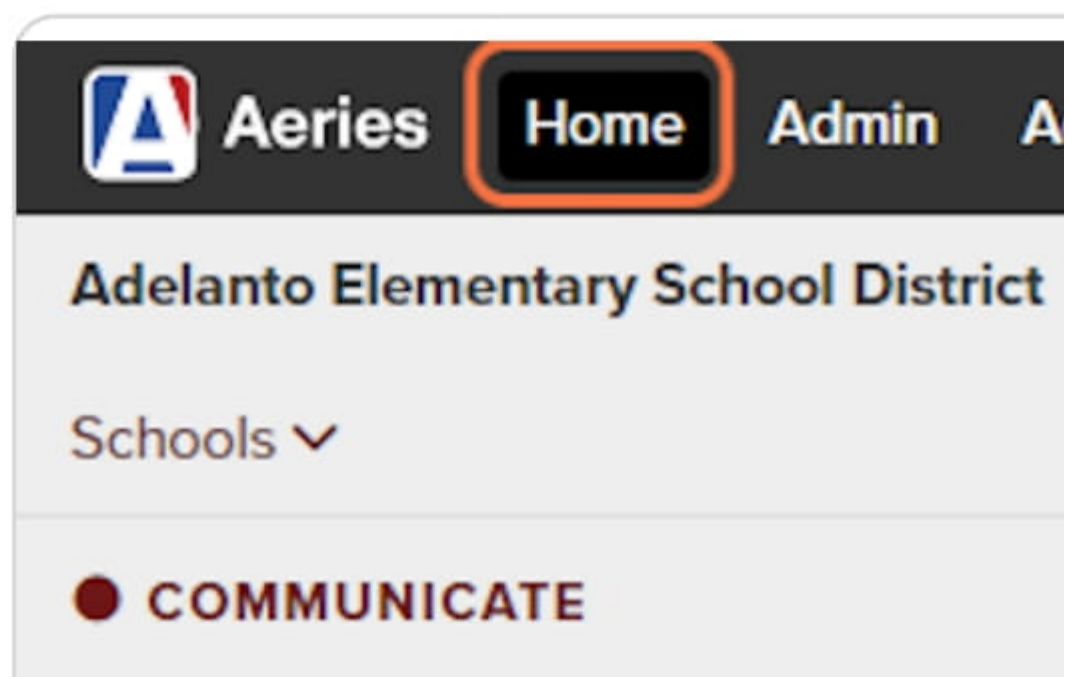 Aeries Home Admin A
Adelanto Elementary School District
Schools
COMMUNICATE